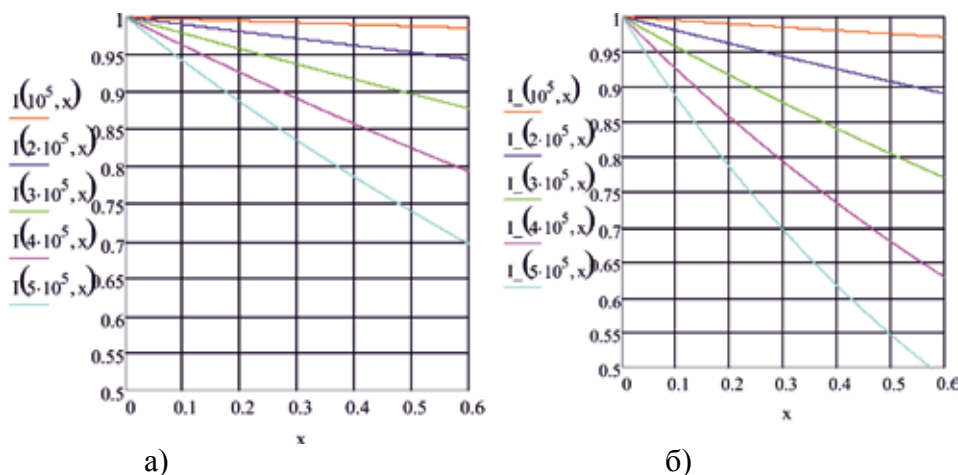 1
0.95
0.9
0.85
0.8
0.75
0.7
0.65
0.6
0.55
0.5
I(10⁵,x)
I(2·10⁵,x)
I(3·10⁵,x)
I(4·10⁵,x)
I(5·10⁵,x)
0 0.1 0.2 0.3 0.4 0.5 0.6
x
а)
1
0.95
0.9
0.85
0.8
0.75
0.7
0.65
0.6
0.55
0.5
I_(10⁵,x)
I_(2·10⁵,x)
I_(3·10⁵,x)
I_(4·10⁵,x)
I_(5·10⁵,x)
0 0.1 0.2 0.3 0.4 0.5 0.6
x
б)